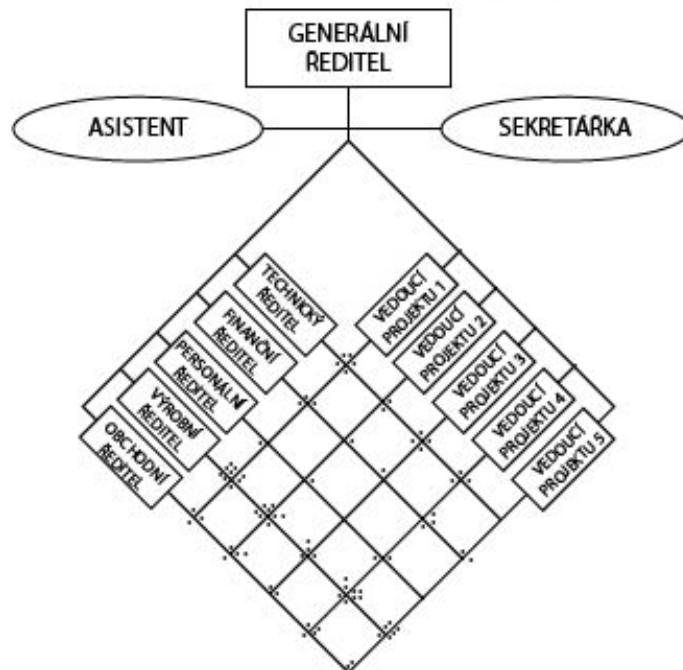 GENERÁLNÍ
ŘEDITEL
ASISTENT
SEKRETÁŘKA
TECHNICKÝ
ŘEDITEL
FINANČNÍ
ŘEDITEL
PERSONÁLNÍ
ŘEDITEL
VÝROBNÍ
ŘEDITEL
OBCHODNÍ
ŘEDITEL
VEDOUCÍ
PROJEKTU 1
VEDOUCÍ
PROJEKTU 2
VEDOUCÍ
PROJEKTU 3
VEDOUCÍ
PROJEKTU 4
VEDOUCÍ
PROJEKTU 5